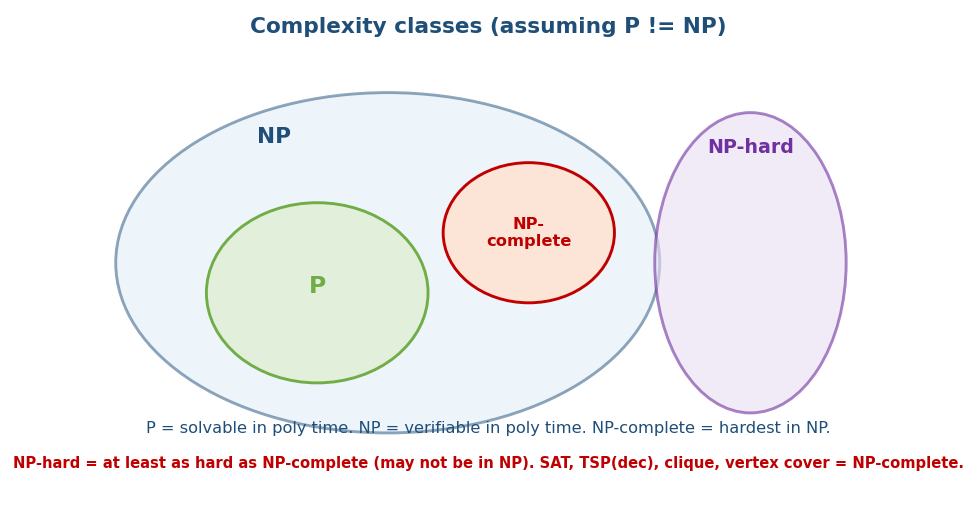 Complexity classes (assuming P != NP)
NP
NP-hard
NP-
complete
P
P = solvable in poly time. NP = verifiable in poly time. NP-complete = hardest in NP.
NP-hard = at least as hard as NP-complete (may not be in NP). SAT, TSP(dec), clique, vertex cover = NP-complete.